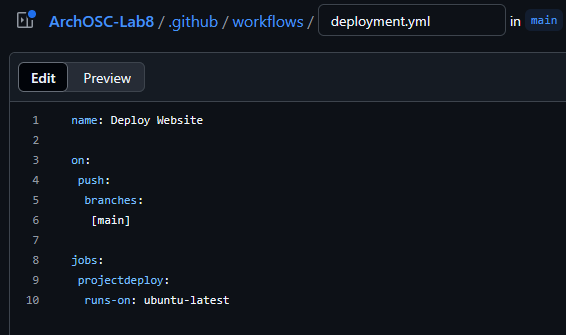 ArchOSC-Lab8 / .github / workflows / deployment.yml in main
Edit Preview
1 name: Deploy Website
2
3 on:
4 push:
5 branches:
6 [main]
7
8 jobs:
9 projectdeploy:
10 runs-on: ubuntu-latest